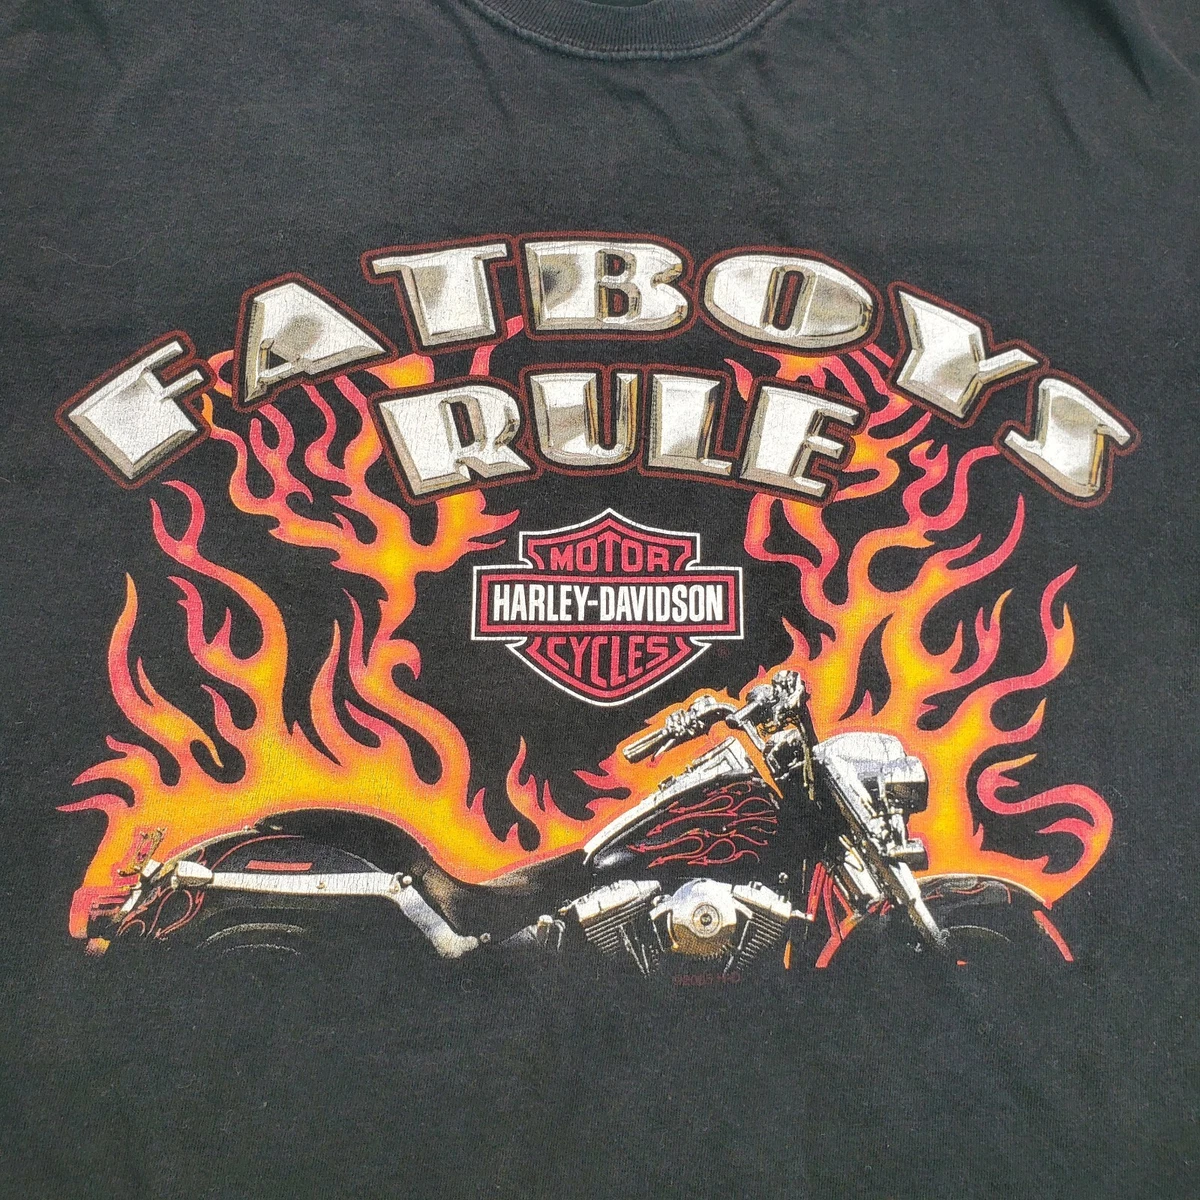 FATBOYS
RULE
MOTOR
HARLEY-DAVIDSON
CYCLES